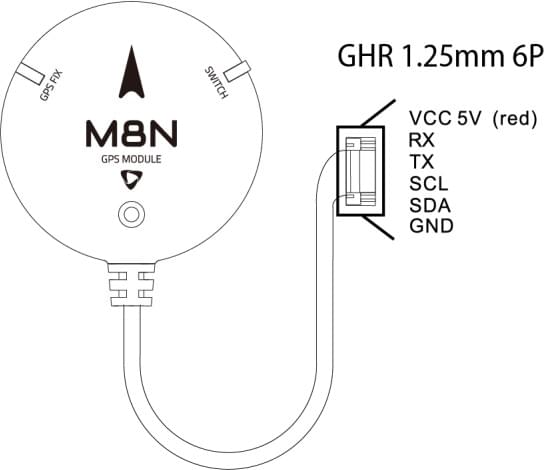 GHR 1.25mm 6P
GPS FIX
SWITCH
M8N
GPS MODULE
VCC 5V (red)
RX
TX
SCL
SDA
GND